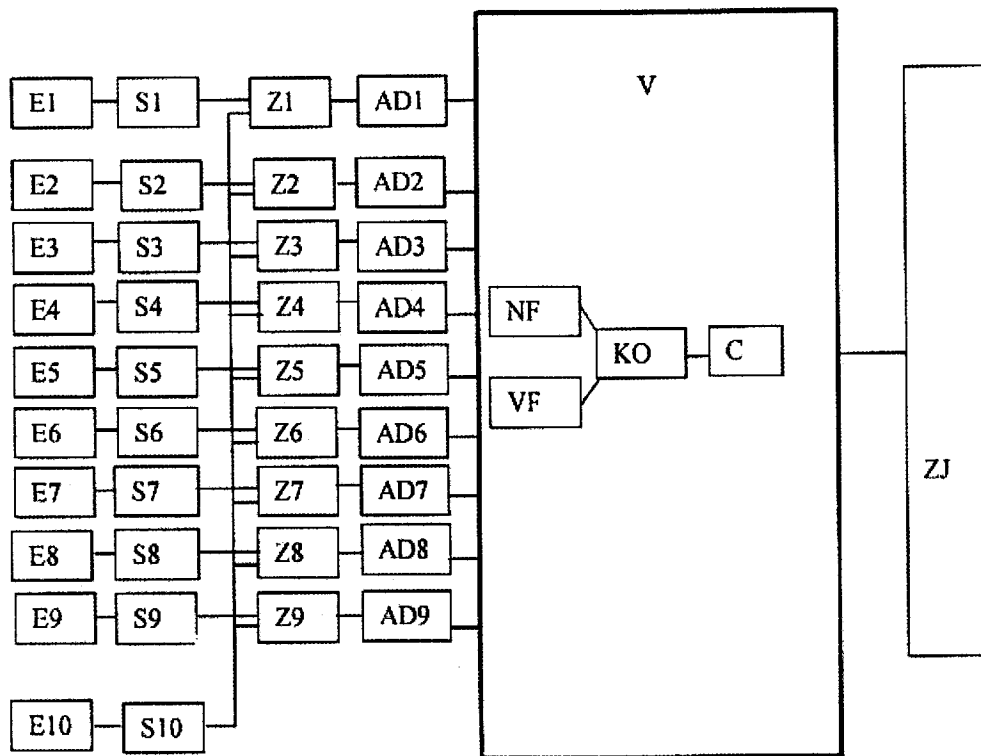 V
E1 S1 Z1 AD1
E2 S2 Z2 AD2
E3 S3 Z3 AD3
E4 S4 Z4 AD4
NF
KO C
E5 S5 Z5 AD5
VF
E6 S6 Z6 AD6
ZJ
E7 S7 Z7 AD7
E8 S8 Z8 AD8
E9 S9 Z9 AD9
E10 S10